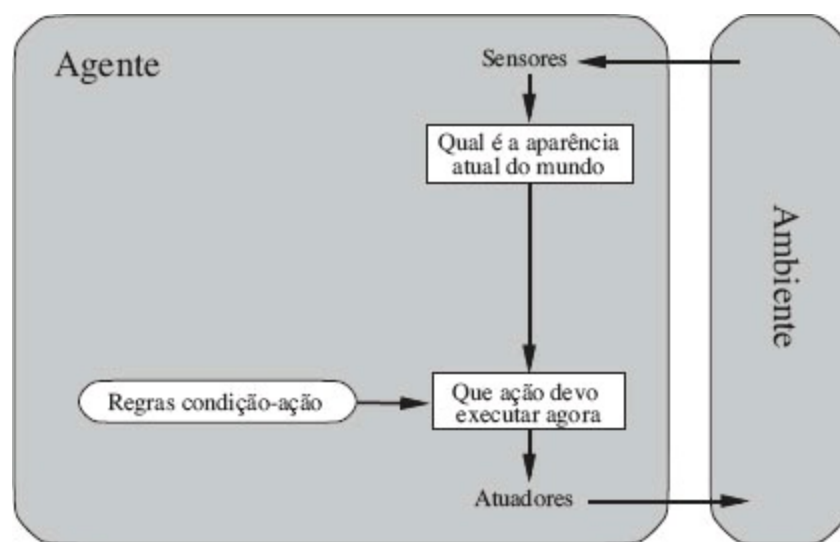 Agente
Sensores
Qual é a aparência
atual do mundo
Ambiente
Regras condição-ação
Que ação devo
executar agora
Atuadores